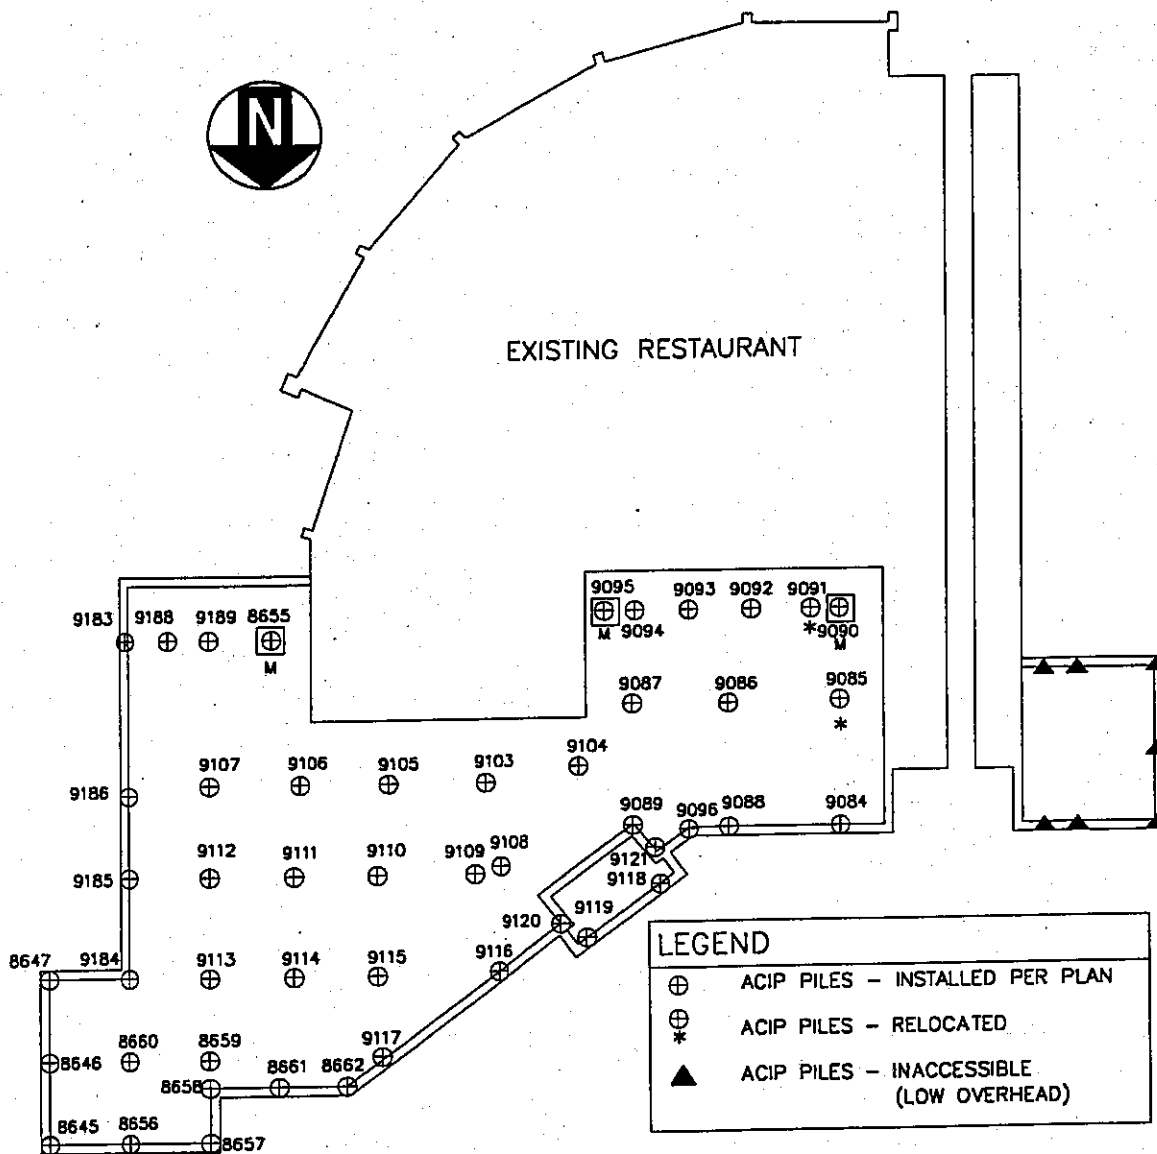 N
EXISTING RESTAURANT
9095 9093 9092 9091
9183 9188 9189 8655
M 9094 * 9090
M
M
9087 9086 9085
*
9104
9107 9106 9105 9103
9186
9089 9096 9088 9084
9112 9111 9110 9109 9108
9121
9185 9118
9120 9119
8647 9184 9113 9114 9115 9116
LEGEND
ACIP PILES - INSTALLED PER PLAN
* ACIP PILES - RELOCATED
ACIP PILES - INACCESSIBLE
(LOW OVERHEAD)
9117
8646 8660 8659
8658 8661 8662
8645 8656 8657